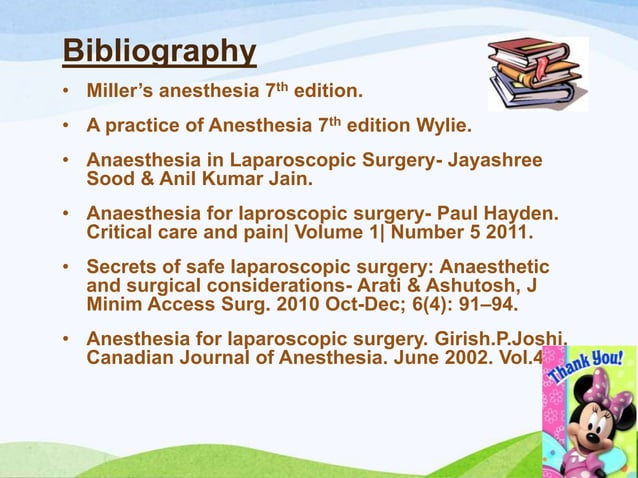 Bibliography
• Miller’s anesthesia 7th edition.
• A practice of Anesthesia 7th edition Wylie.
• Anaesthesia in Laparoscopic Surgery- Jayashree
Sood & Anil Kumar Jain.
• Anaesthesia for laproscopic surgery- Paul Hayden.
Critical care and pain| Volume 1| Number 5 2011.
• Secrets of safe laparoscopic surgery: Anaesthetic
and surgical considerations- Arati & Ashutosh, J
Minim Access Surg. 2010 Oct-Dec; 6(4): 91–94.
• Anesthesia for laparoscopic surgery. Girish.P.Joshi.
Canadian Journal of Anesthesia. June 2002. Vol.4
Thank You!